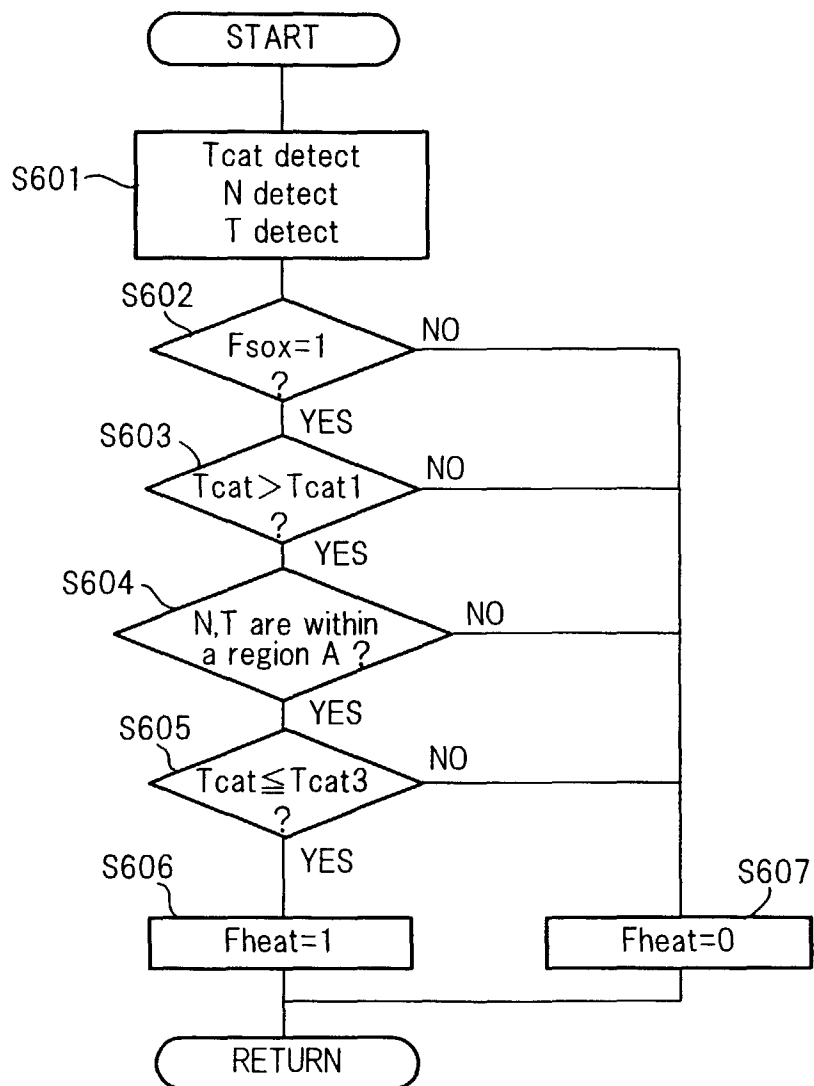 START
S601
Tcat detect
N detect
T detect
S602
Fsox=1
?
NO
YES
S603
Tcat>Tcat1
?
NO
YES
S604
N,T are within
a region A ?
NO
YES
S605
Tcat≦Tcat3
?
NO
YES
S606
Fheat=1
S607
Fheat=0
RETURN